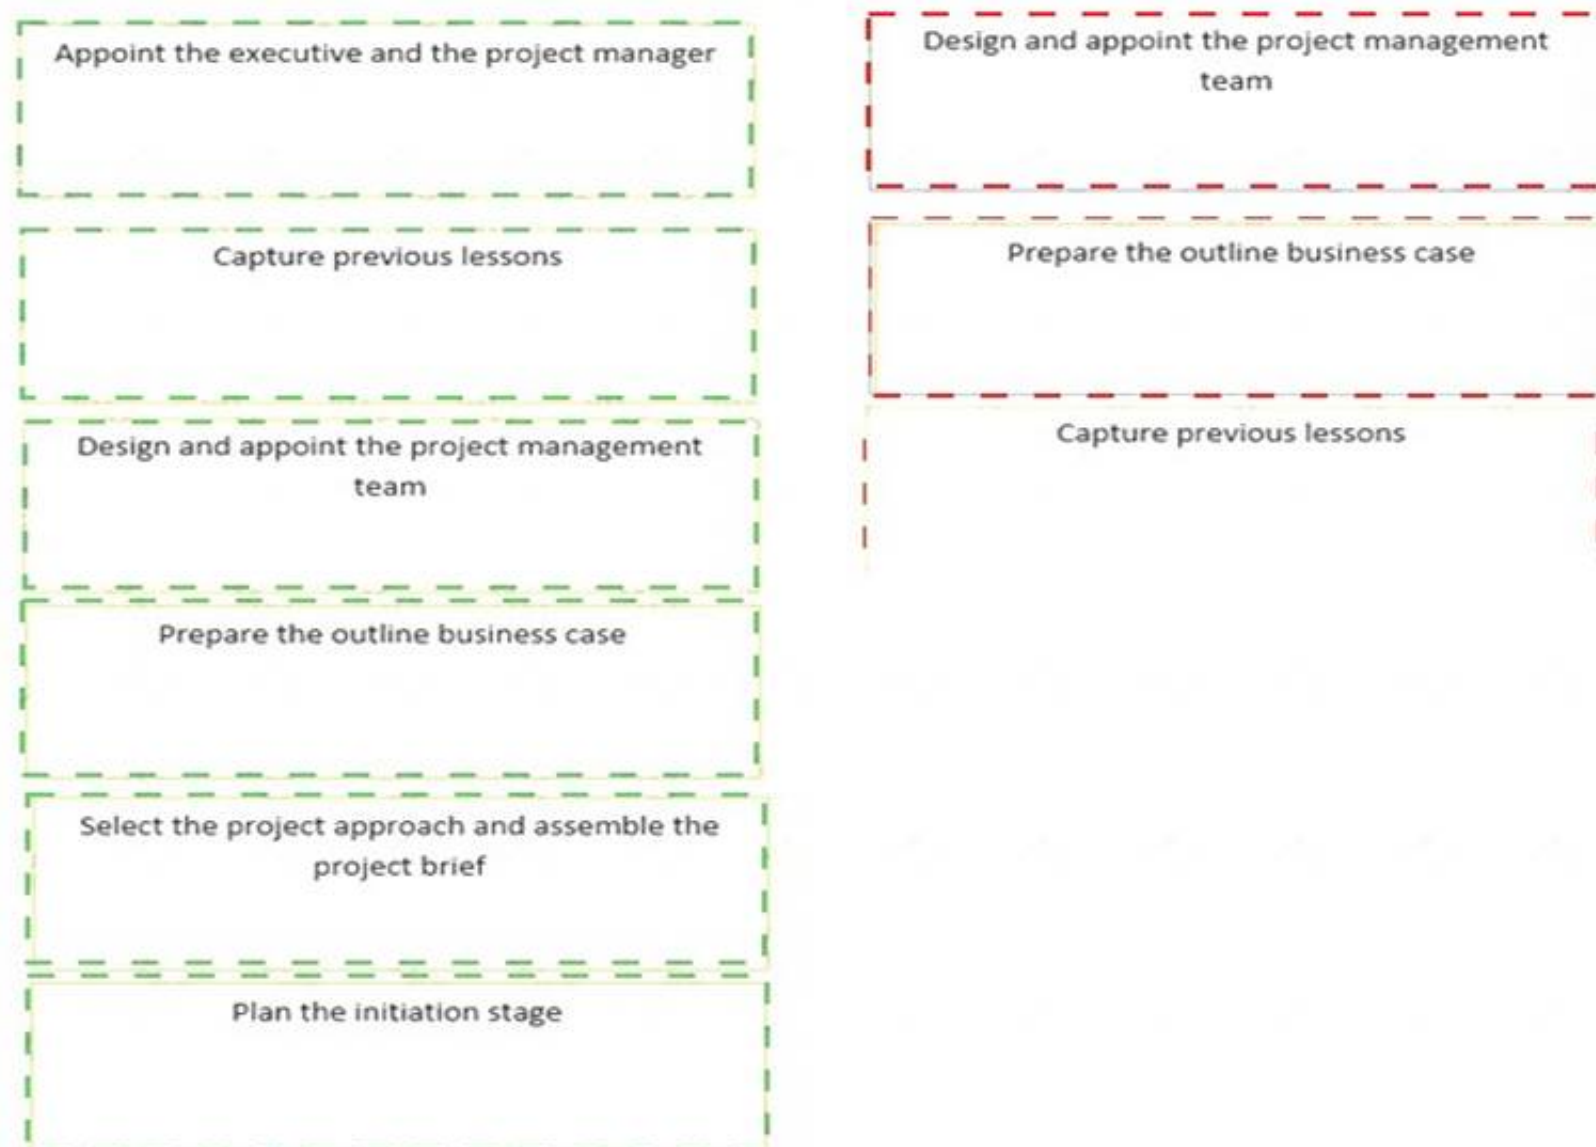 Appoint the executive and the project manager
Capture previous lessons
Design and appoint the project management
team
Prepare the outline business case
Select the project approach and assemble the
project brief
Plan the initiation stage
Design and appoint the project management
team
Prepare the outline business case
Capture previous lessons